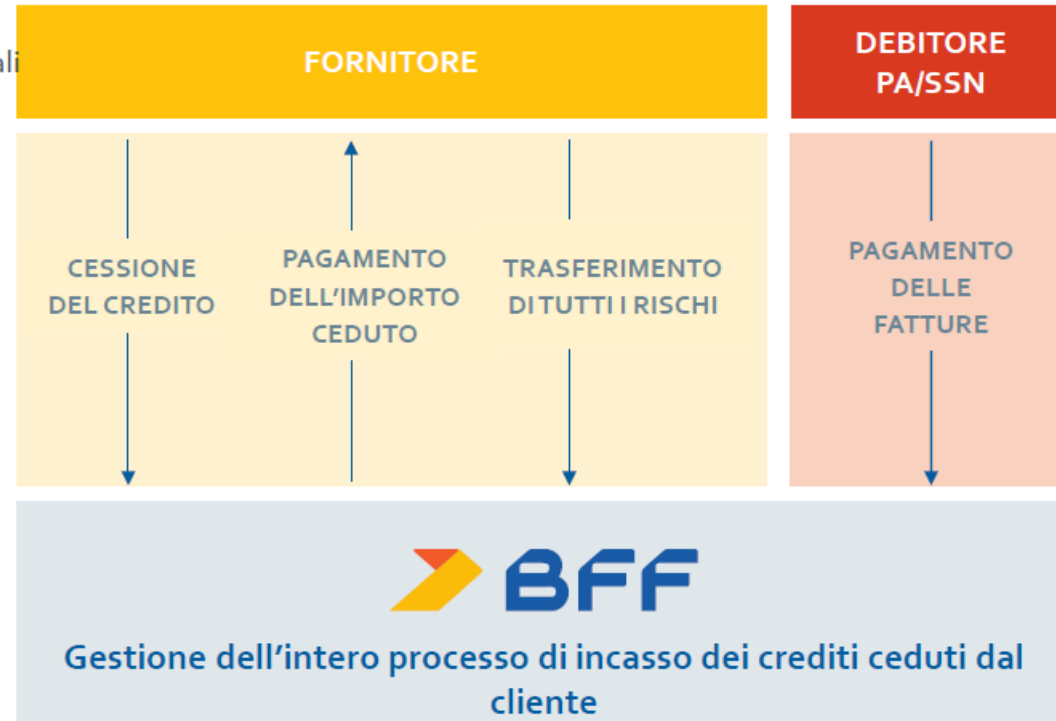 ali
FORNITORE
DEBITORE
PA/SSN
CESSIONE
DEL CREDITO
PAGAMENTO
DELL'IMPORTO
CEDUTO
TRASFERIMENTO
DI TUTTI I RISCHI
PAGAMENTO
DELLE
FATTURE
BFF
Gestione dell'intero processo di incasso dei crediti ceduti dal
cliente